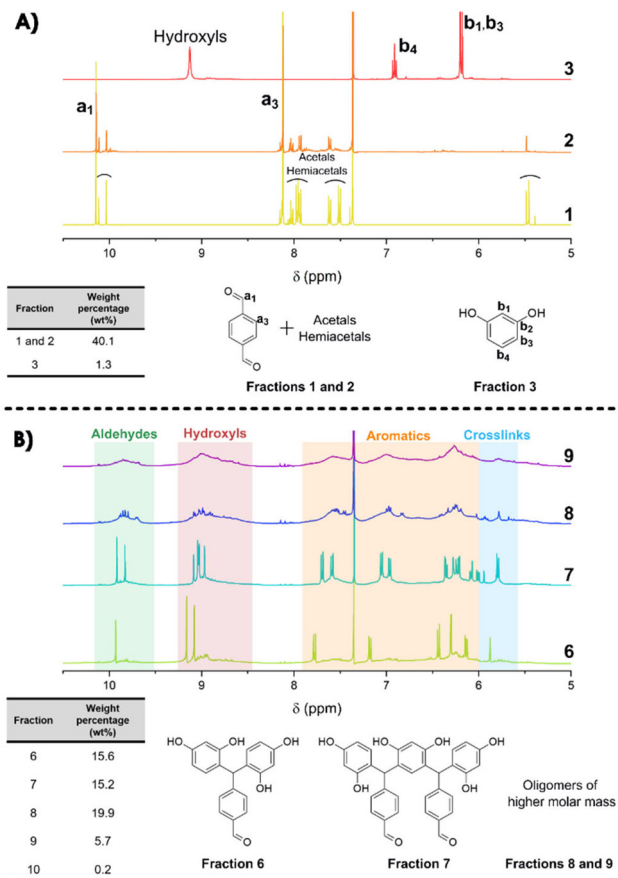 A)
Hydroxyls
b1,b3
b4
3
a1
a3
2
Acetals
Hemiacetals
1
10 9 8 7 6 5
δ (ppm)
Fraction Weight percentage (wt%)
1 and 2 40.1
3 1.3
O a1
a3
O
+ Acetals
Hemiacetals
Fractions 1 and 2
b1
HO OH
b2
b3
b4
Fraction 3
B)
Aldehydes Hydroxyls Aromatics Crosslinks
9
8
7
6
10 9 8 7 6 5
δ (ppm)
Fraction Weight percentage (wt%)
6 15.6
7 15.2
8 19.9
9 5.7
10 0.2
OH OH OH
HO
OH
O
Fraction 6
OH OH OH OH OH
HO
OH
O O
Fraction 7
Oligomers of
higher molar mass
Fractions 8 and 9